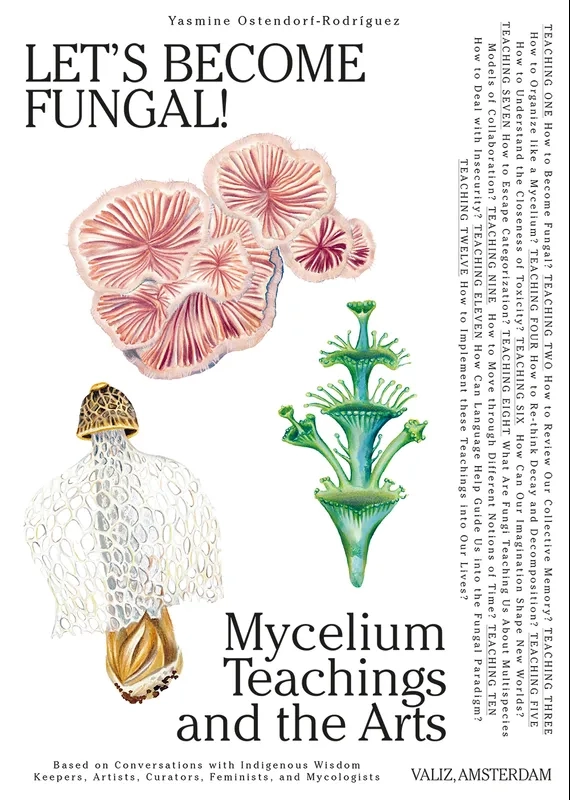 Yasmine Ostendorf-Rodríguez
LET’S BECOME
FUNGAL!
TEACHING ONE How to Become Fungal? TEACHING TWO How to Review Our Collective Memory? TEACHING THREE
How to Organize like a Mycelium? TEACHING FOUR How to Re-think Decay and Decomposition? TEACHING FIVE
How to Understand the Closeness of Toxicity? TEACHING SIX How Can Our Imagination Shape New Worlds?
TEACHING SEVEN How to Escape Categorization? TEACHING EIGHT What Are Fungi Teaching Us About Multispecies
Models of Collaboration? TEACHING NINE How to Move through Different Notions of Time? TEACHING TEN
How to Deal with Insecurity? TEACHING ELEVEN How Can Language Help Guide Us into the Fungal Paradigm?
TEACHING TWELVE How to Implement these Teachings into Our Lives?
Mycelium
Teachings
and the Arts
Based on Conversations with Indigenous Wisdom
Keepers, Artists, Curators, Feminists, and Mycologists
VALIZ, AMSTERDAM